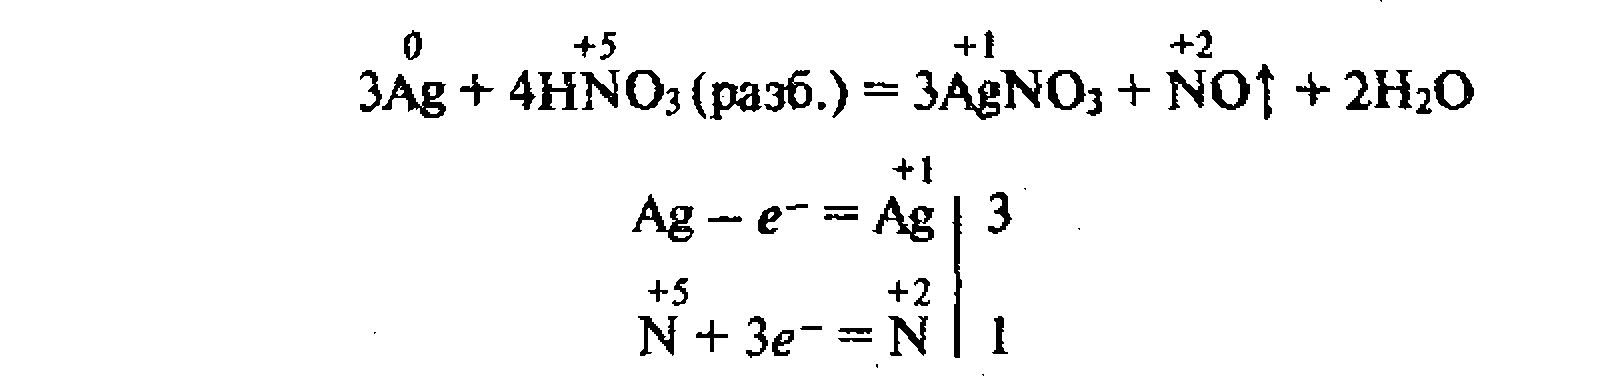 0 +5 +1 +2
3Ag + 4HNO₃ (разб.) = 3AgNO₃ + NO↑ + 2H₂O
+1
Ag – e⁻ = Ag | 3
+5 +2
N + 3e⁻ = N | 1